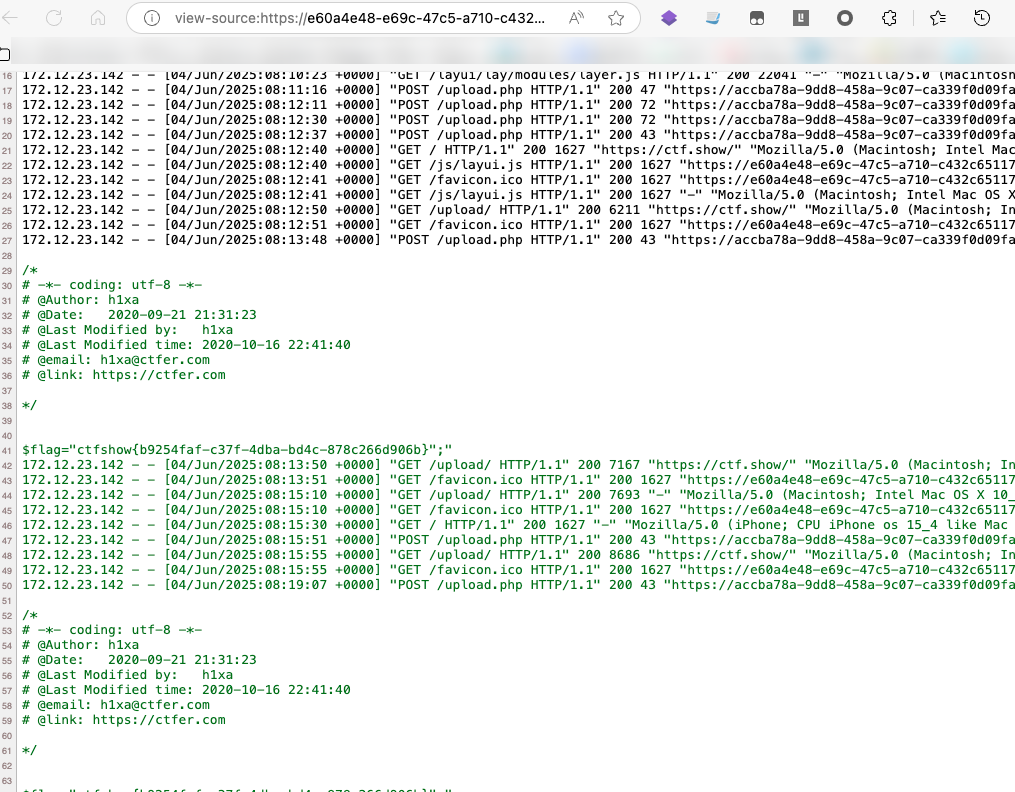 view-source:https://e60a4e48-e69c-47c5-a710-c432...
16 172.12.23.142 - - [04/Jun/2025:08:10:23 +0000] "GET /layui/lay/modules/layer.js HTTP/1.1" 200 22041 "-" "Mozilla/5.0 (Macintosh
17 172.12.23.142 - - [04/Jun/2025:08:11:16 +0000] "POST /upload.php HTTP/1.1" 200 47 "https://accba78a-9dd8-458a-9c07-ca339f0d09fa
18 172.12.23.142 - - [04/Jun/2025:08:12:11 +0000] "POST /upload.php HTTP/1.1" 200 72 "https://accba78a-9dd8-458a-9c07-ca339f0d09fa
19 172.12.23.142 - - [04/Jun/2025:08:12:30 +0000] "POST /upload.php HTTP/1.1" 200 72 "https://accba78a-9dd8-458a-9c07-ca339f0d09fa
20 172.12.23.142 - - [04/Jun/2025:08:12:37 +0000] "POST /upload.php HTTP/1.1" 200 43 "https://accba78a-9dd8-458a-9c07-ca339f0d09fa
21 172.12.23.142 - - [04/Jun/2025:08:12:40 +0000] "GET / HTTP/1.1" 200 1627 "https://ctf.show/" "Mozilla/5.0 (Macintosh; Intel Mac
22 172.12.23.142 - - [04/Jun/2025:08:12:40 +0000] "GET /js/layui.js HTTP/1.1" 200 1627 "https://e60a4e48-e69c-47c5-a710-c432c65117
23 172.12.23.142 - - [04/Jun/2025:08:12:41 +0000] "GET /favicon.ico HTTP/1.1" 200 1627 "https://e60a4e48-e69c-47c5-a710-c432c65117
24 172.12.23.142 - - [04/Jun/2025:08:12:41 +0000] "GET /js/layui.js HTTP/1.1" 200 1627 "-" "Mozilla/5.0 (Macintosh; Intel Mac OS X
25 172.12.23.142 - - [04/Jun/2025:08:12:50 +0000] "GET /upload/ HTTP/1.1" 200 6211 "https://ctf.show/" "Mozilla/5.0 (Macintosh; In
26 172.12.23.142 - - [04/Jun/2025:08:12:51 +0000] "GET /favicon.ico HTTP/1.1" 200 1627 "https://e60a4e48-e69c-47c5-a710-c432c65117
27 172.12.23.142 - - [04/Jun/2025:08:13:48 +0000] "POST /upload.php HTTP/1.1" 200 43 "https://accba78a-9dd8-458a-9c07-ca339f0d09fa
28
29 /*
30 # -*- coding: utf-8 -*-
31 # @Author: h1xa
32 # @Date:   2020-09-21 21:31:23
33 # @Last Modified by:   h1xa
34 # @Last Modified time: 2020-10-16 22:41:40
35 # @email: h1xa@ctfer.com
36 # @link: https://ctfer.com
37
38 */
39
40
41 $flag="ctfshow{b9254faf-c37f-4dba-bd4c-878c266d906b}";"
42 172.12.23.142 - - [04/Jun/2025:08:13:50 +0000] "GET /upload/ HTTP/1.1" 200 7167 "https://ctf.show/" "Mozilla/5.0 (Macintosh; In
43 172.12.23.142 - - [04/Jun/2025:08:13:51 +0000] "GET /favicon.ico HTTP/1.1" 200 1627 "https://e60a4e48-e69c-47c5-a710-c432c65117
44 172.12.23.142 - - [04/Jun/2025:08:15:10 +0000] "GET /upload/ HTTP/1.1" 200 7693 "-" "Mozilla/5.0 (Macintosh; Intel Mac OS X 10_
45 172.12.23.142 - - [04/Jun/2025:08:15:10 +0000] "GET /favicon.ico HTTP/1.1" 200 1627 "https://e60a4e48-e69c-47c5-a710-c432c65117
46 172.12.23.142 - - [04/Jun/2025:08:15:30 +0000] "GET / HTTP/1.1" 200 1627 "-" "Mozilla/5.0 (iPhone; CPU iPhone os 15_4 like Mac
47 172.12.23.142 - - [04/Jun/2025:08:15:51 +0000] "POST /upload.php HTTP/1.1" 200 43 "https://accba78a-9dd8-458a-9c07-ca339f0d09fa
48 172.12.23.142 - - [04/Jun/2025:08:15:55 +0000] "GET /upload/ HTTP/1.1" 200 8686 "https://ctf.show/" "Mozilla/5.0 (Macintosh; In
49 172.12.23.142 - - [04/Jun/2025:08:15:55 +0000] "GET /favicon.ico HTTP/1.1" 200 1627 "https://e60a4e48-e69c-47c5-a710-c432c65117
50 172.12.23.142 - - [04/Jun/2025:08:19:07 +0000] "POST /upload.php HTTP/1.1" 200 43 "https://accba78a-9dd8-458a-9c07-ca339f0d09fa
51
52 /*
53 # -*- coding: utf-8 -*-
54 # @Author: h1xa
55 # @Date:   2020-09-21 21:31:23
56 # @Last Modified by:   h1xa
57 # @Last Modified time: 2020-10-16 22:41:40
58 # @email: h1xa@ctfer.com
59 # @link: https://ctfer.com
60
61 */
62
63